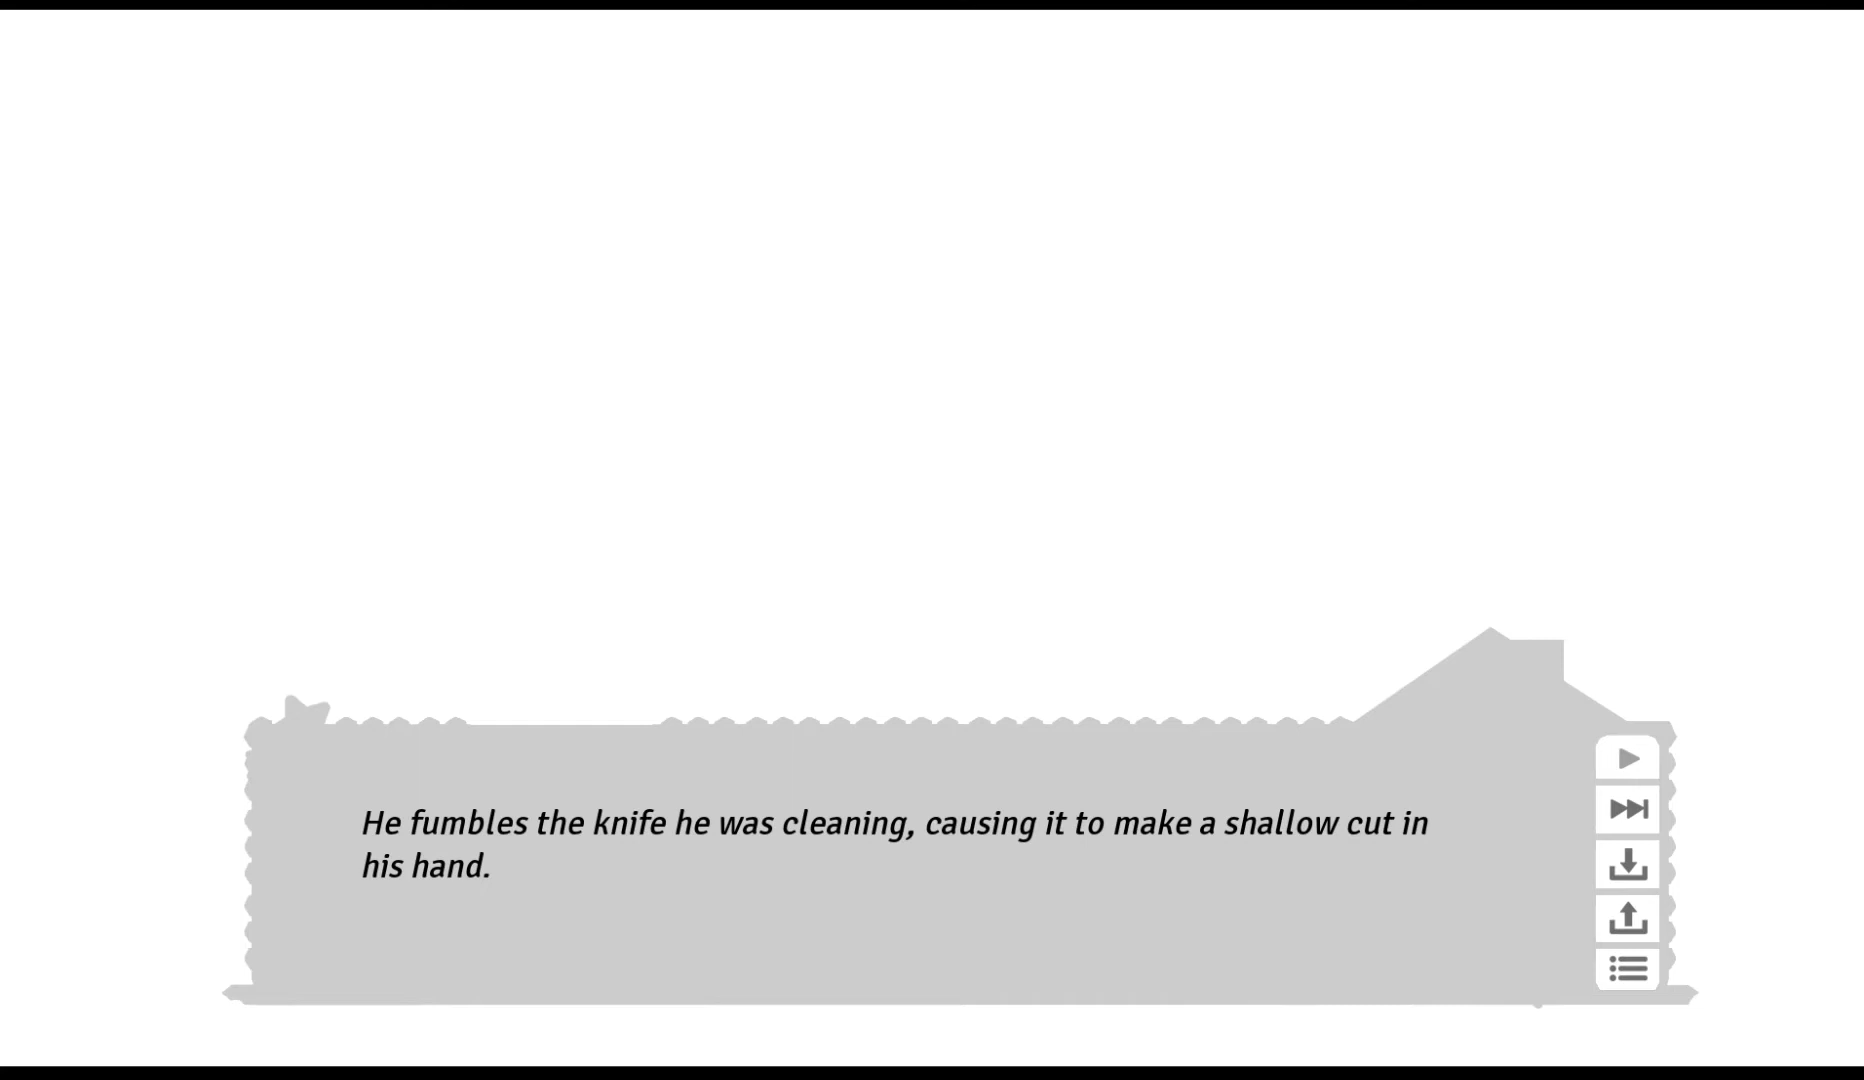 He fumbles the knife he was cleaning, causing it to make a shallow cut in
his hand.